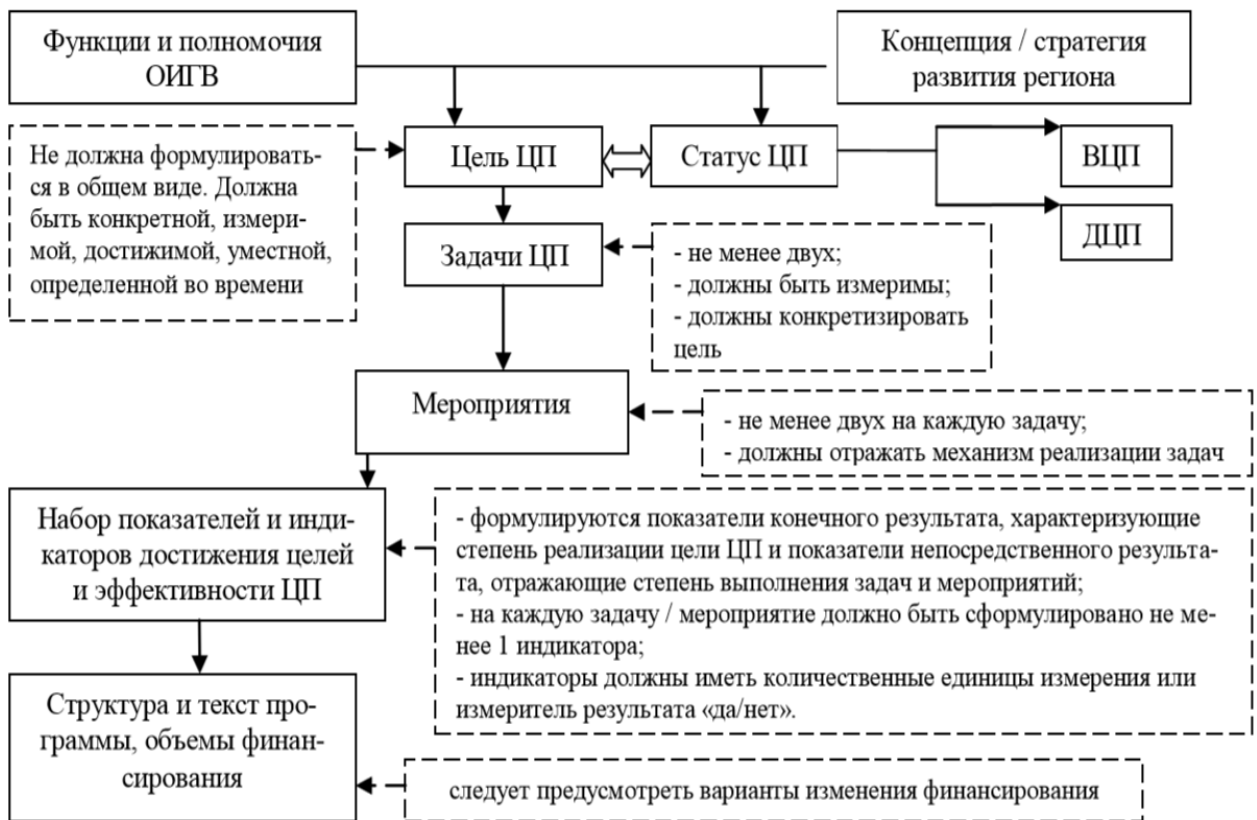 Функции и полномочия
ОИГВ
Концепция / стратегия
развития региона
Не должна формулировать-
ся в общем виде. Должна
быть конкретной, измери-
мой, достижимой, уместной,
определенной во времени
Цель ЦП
Статус ЦП
ВЦП
ДЦП
Задачи ЦП
- не менее двух;
- должны быть измеримы;
- должны конкретизировать
цель
Мероприятия
- не менее двух на каждую задачу;
- должны отражать механизм реализации задач
Набор показателей и инди-
каторов достижения целей
и эффективности ЦП
- формулируются показатели конечного результата, характеризующие
степень реализации цели ЦП и показатели непосредственного результа-
та, отражающие степень выполнения задач и мероприятий;
- на каждую задачу / мероприятие должно быть сформулировано не ме-
нее 1 индикатора;
- индикаторы должны иметь количественные единицы измерения или
измеритель результата «да/нет».
Структура и текст про-
граммы, объемы финан-
сирования
следует предусмотреть варианты изменения финансирования